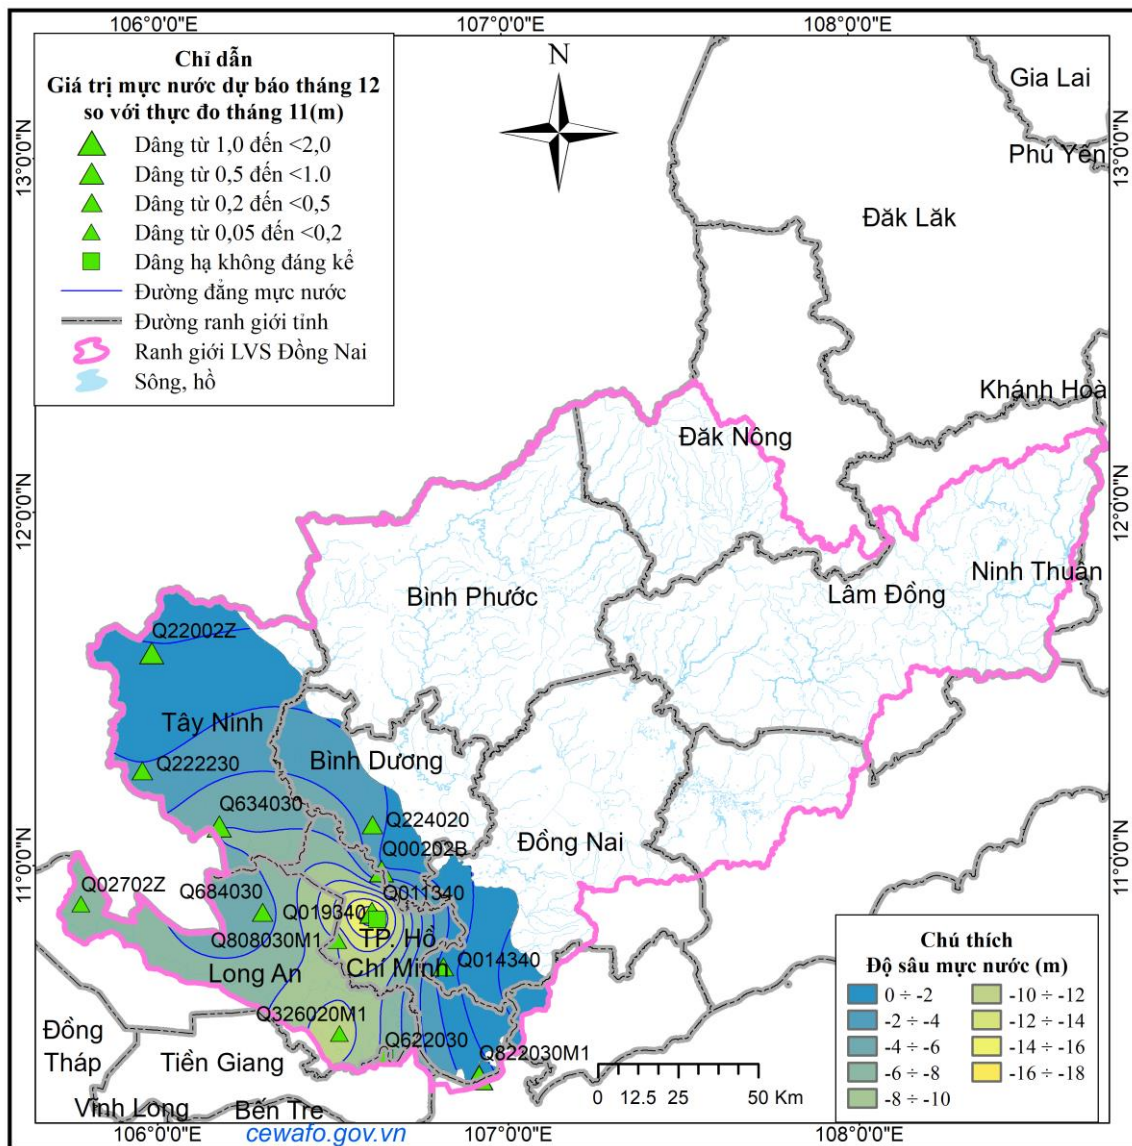 106°0'0"E
107°0'0"E
108°0'0"E
Chỉ dẫn
Giá trị mực nước dự báo tháng 12
so với thực đo tháng 11(m)
Dâng từ 1,0 đến <2,0
Dâng từ 0,5 đến <1.0
Dâng từ 0,2 đến <0,5
Dâng từ 0,05 đến <0,2
Dâng hạ không đáng kể
Đường đẳng mực nước
Đường ranh giới tỉnh
Ranh giới LVS Đồng Nai
Sông, hồ
N
Gia Lai
Phú Yên
13°0'0"N
13°0'0"N
Đăk Lăk
Khánh Hoà
Đăk Nông
12°0'0"N
12°0'0"N
Ninh Thuận
Lâm Đồng
Bình Phước
Q22002Z
Tây Ninh
Bình Dương
Q222230
Q634030
Q224020
Đồng Nai
Q00202B
11°0'0"N
11°0'0"N
Q02702Z
Q684030
Q011340
Q019340
Q808030M1
TP. Hồ
Chí Minh
Q014340
Long An
Q326020M1
Q622030
Q822030M1
Đồng
Tháp
Tiền Giang
Vĩnh Long
Bến Tre
Chú thích
Độ sâu mực nước (m)
0 ÷ -2
-2 ÷ -4
-4 ÷ -6
-6 ÷ -8
-8 ÷ -10
-10 ÷ -12
-12 ÷ -14
-14 ÷ -16
-16 ÷ -18
0 12.5 25 50 Km
106°0'0"E
107°0'0"E
108°0'0"E
cewafo.gov.vn